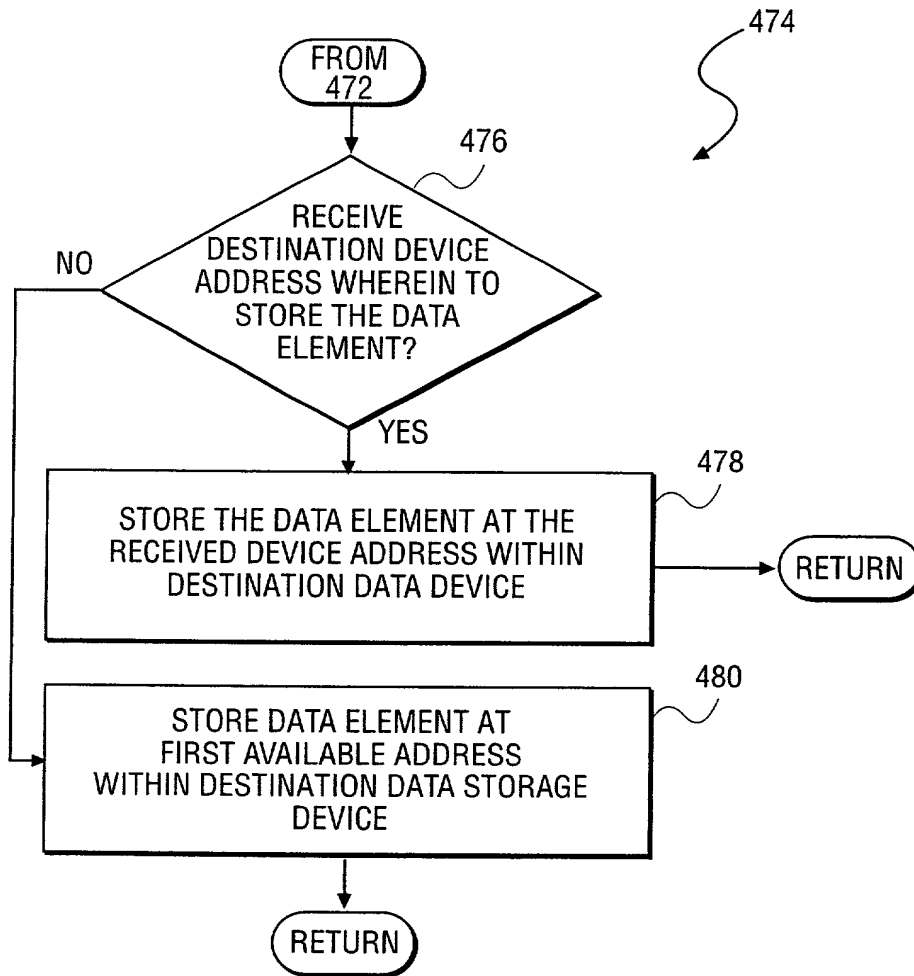 474
FROM
472
476
RECEIVE
DESTINATION DEVICE
ADDRESS WHEREIN TO
STORE THE DATA
ELEMENT?
NO
YES
478
STORE THE DATA ELEMENT AT THE
RECEIVED DEVICE ADDRESS WITHIN
DESTINATION DATA DEVICE
RETURN
480
STORE DATA ELEMENT AT
FIRST AVAILABLE ADDRESS
WITHIN DESTINATION DATA STORAGE
DEVICE
RETURN